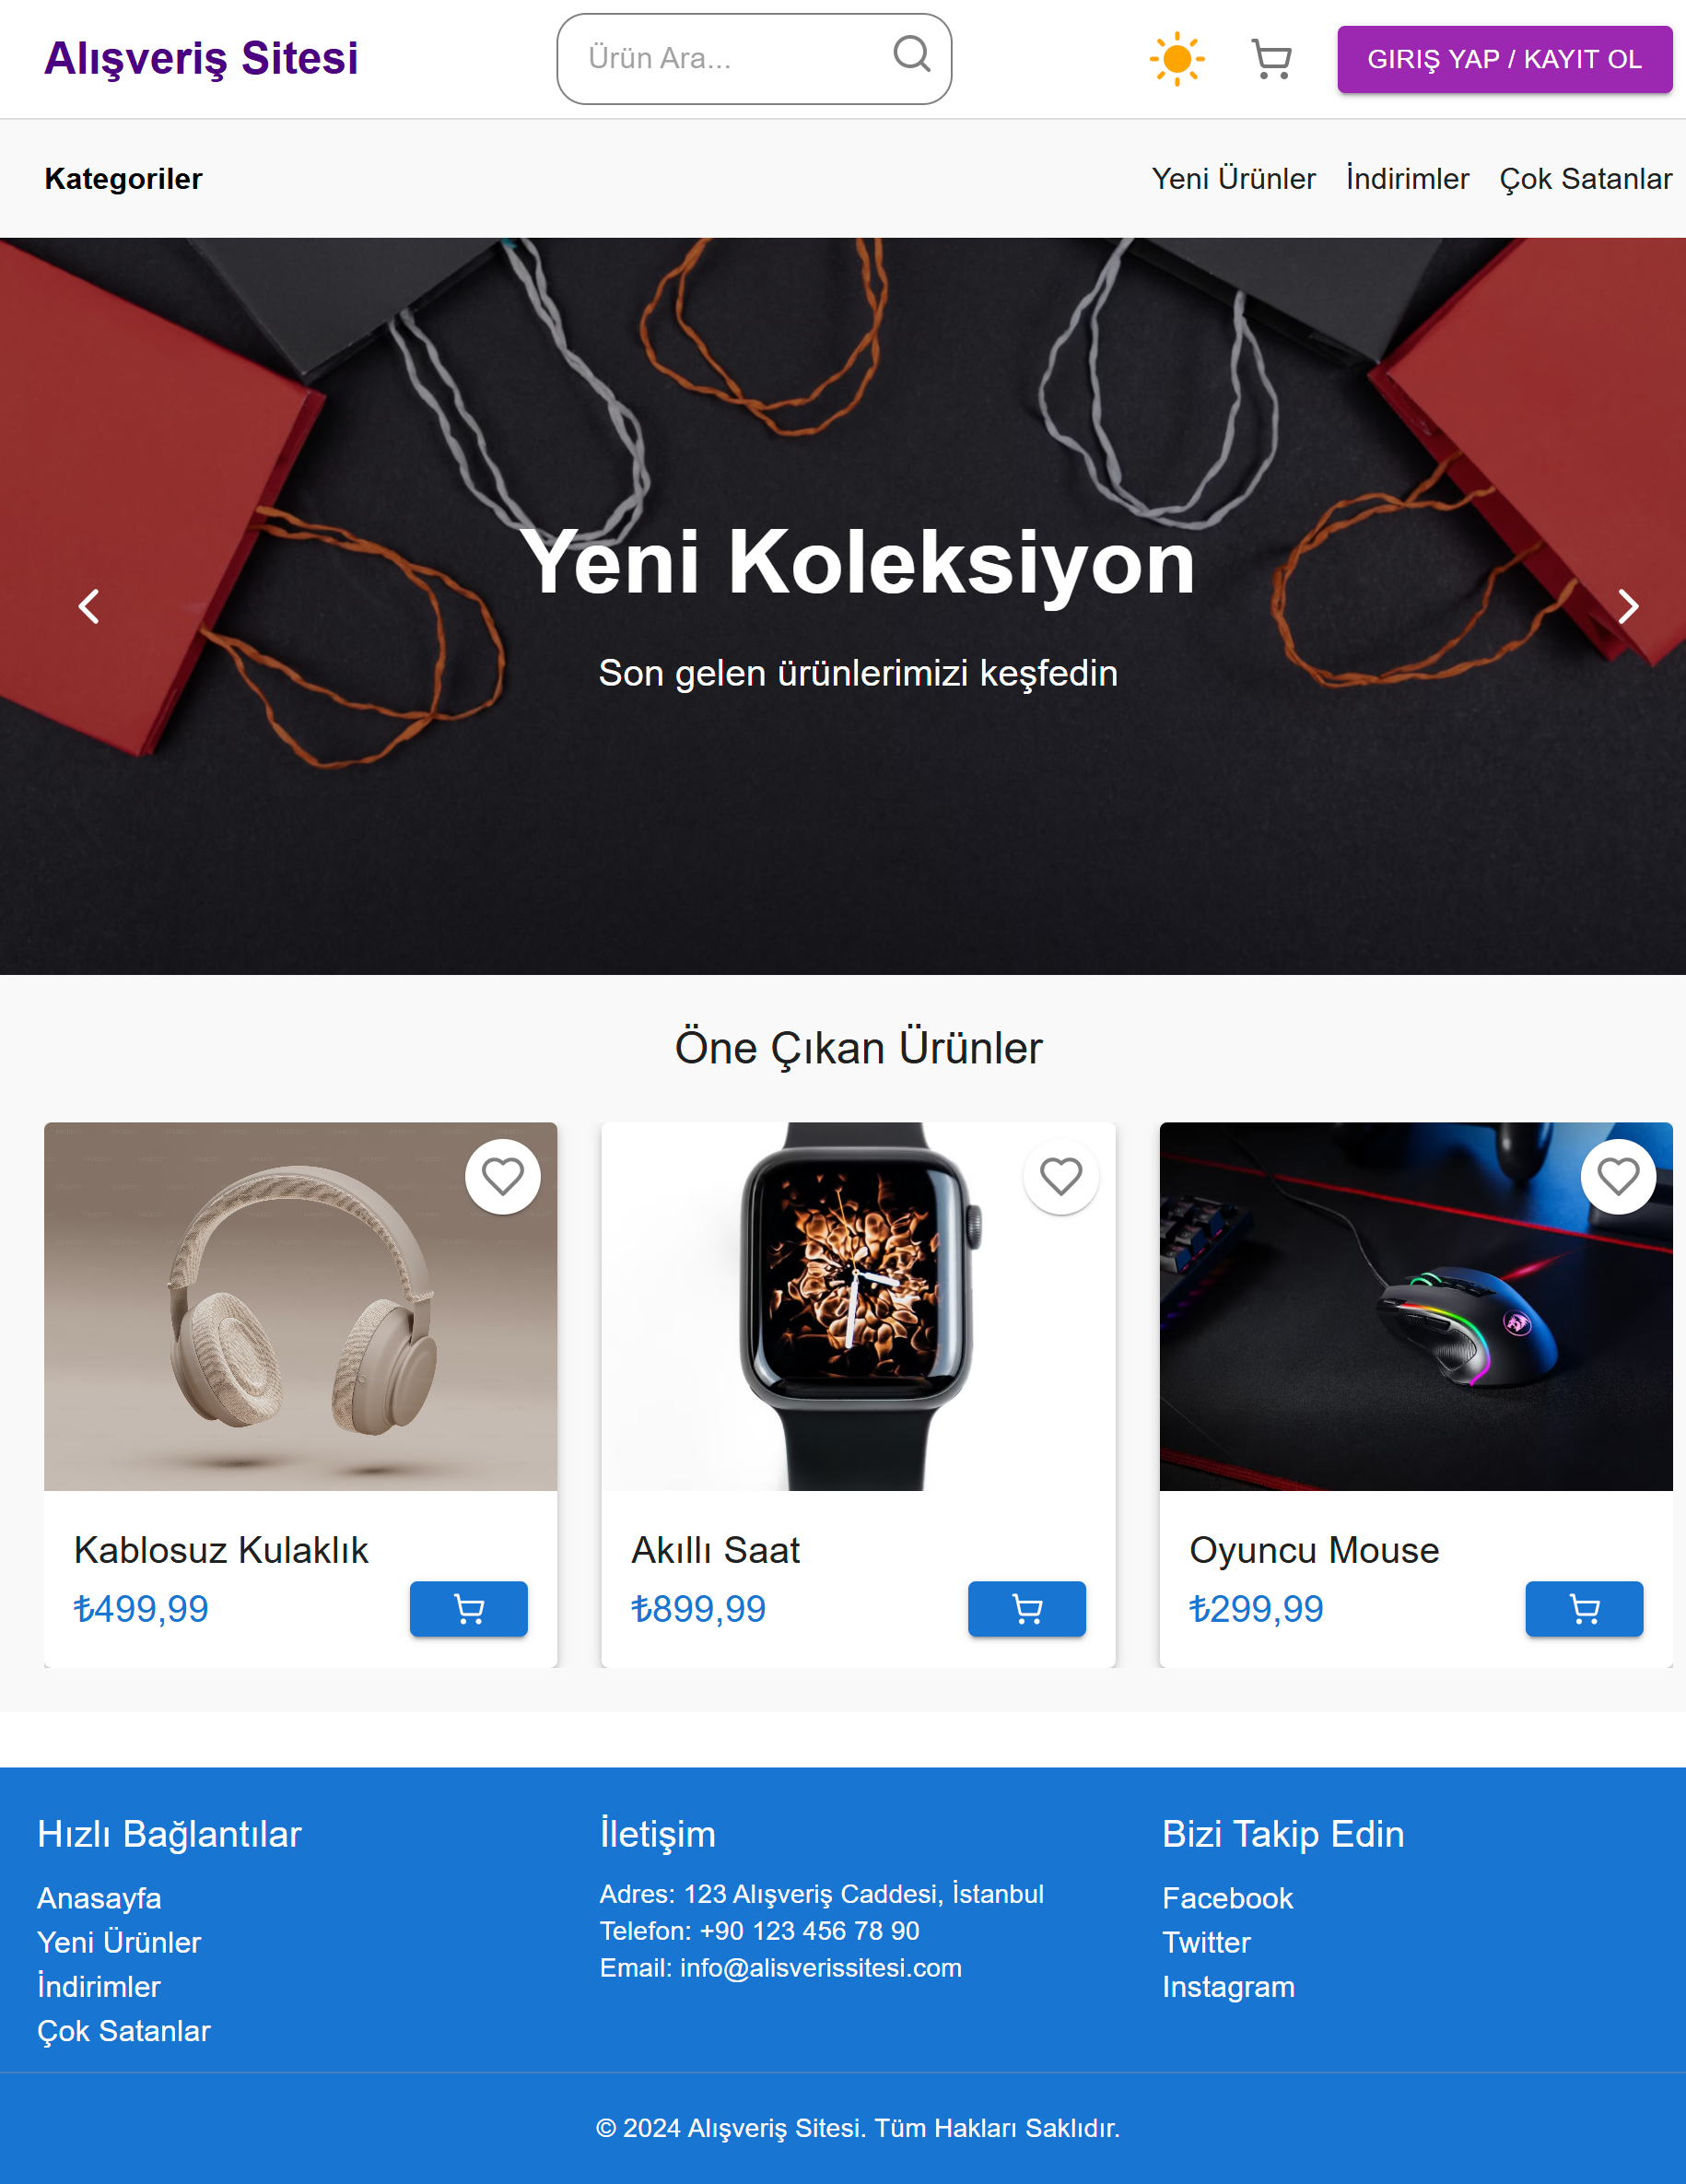 Alışveriş Sitesi
Ürün Ara...
GIRIŞ YAP / KAYIT OL
Kategoriler
Yeni Ürünler
İndirimler
Çok Satanlar
Yeni Koleksiyon
Son gelen ürünlerimizi keşfedin
Öne Çıkan Ürünler
Kablosuz Kulaklık
₺499,99
Akıllı Saat
₺899,99
Oyuncu Mouse
₺299,99
Hızlı Bağlantılar
Anasayfa
Yeni Ürünler
İndirimler
Çok Satanlar
İletişim
Adres: 123 Alışveriş Caddesi, İstanbul
Telefon: +90 123 456 78 90
Email: info@alisverissitesi.com
Bizi Takip Edin
Facebook
Twitter
Instagram
© 2024 Alışveriş Sitesi. Tüm Hakları Saklıdır.